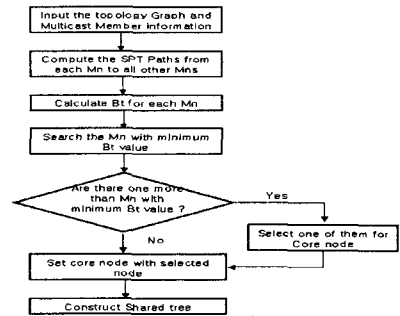 Input the topology Graph and
Multicast Member information
Compute the SPT Paths from
each Mn to all other Mns
Calculate Bt for each Mn
Search the Mn with minimum
Bt value
Are there one more
than Mn with
minimum Bt value ?
Yes
No
Select one of them for
Core node
Set core node with selected
node
Construct Shared tree